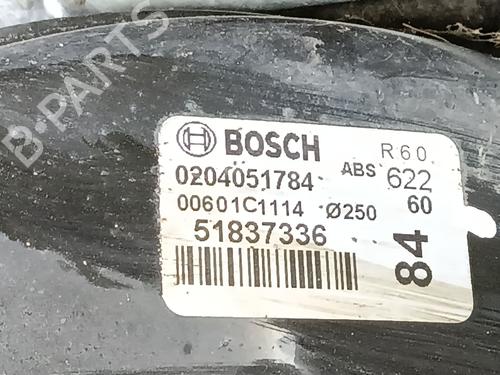 B-PARTS
BOSCH R60
0204051784 ABS 622
00601C1114 Ø250 60
51837336
84